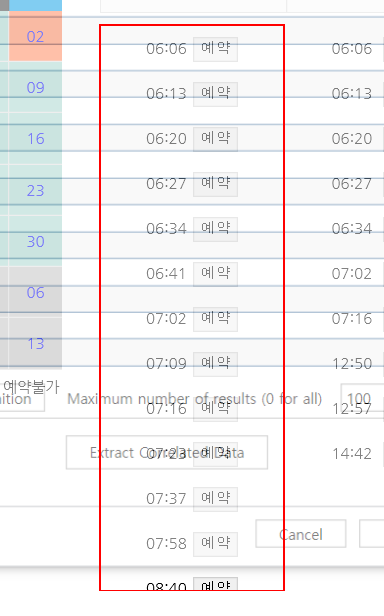 02
06:06 예약 06:06
09
06:13 예약 06:13
16
06:20 예약 06:20
23
06:27 예약 06:27
30
06:34 예약 06:34
06:41 예약 07:02
06
07:02 예약 07:16
13
07:09 예약 12:50
예약불가
nition Maximum number of results (0 for all) 100
07:16 예약 12:57
Extract Correlated Data
07:23 예약 14:42
07:37 예약
Cancel
07:58 예약
08:40 예약